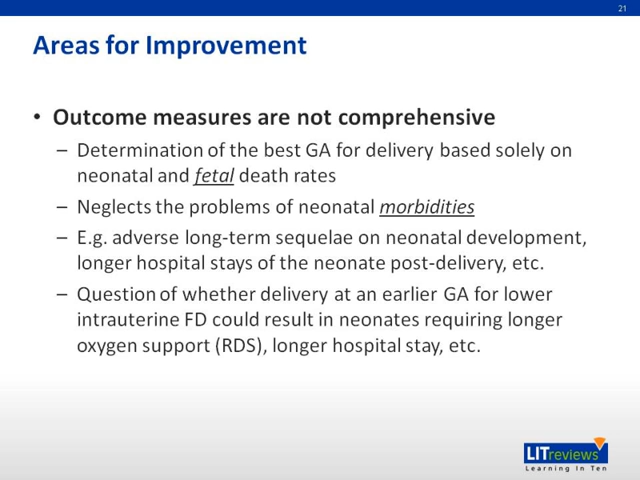 21
Areas for Improvement
• Outcome measures are not comprehensive
– Determination of the best GA for delivery based solely on
neonatal and fetal death rates
– Neglects the problems of neonatal morbidities
– E.g. adverse long-term sequelae on neonatal development,
longer hospital stays of the neonate post-delivery, etc.
– Question of whether delivery at an earlier GA for lower
intrauterine FD could result in neonates requiring longer
oxygen support (RDS), longer hospital stay, etc.
LITreviews
Learning In Ten